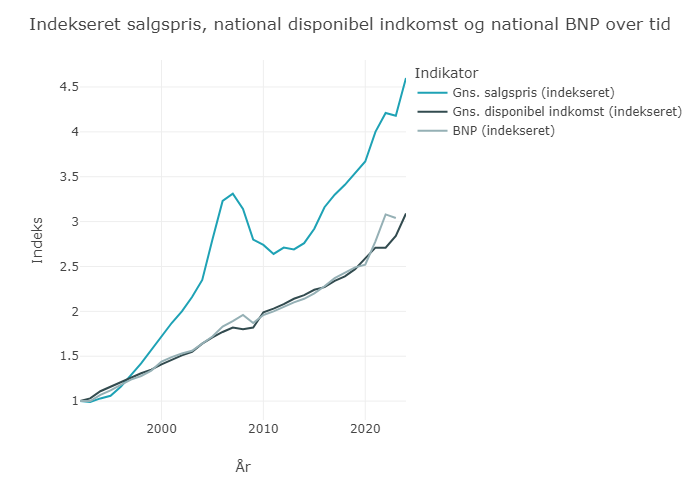 Indekseret salgspris, national disponibel indkomst og national BNP over tid
Indikator
Gns. salgspris (indekseret)
Gns. disponibel indkomst (indekseret)
BNP (indekseret)
Indeks
4.5
4
3.5
3
2.5
2
1.5
1
2000
2010
2020
År